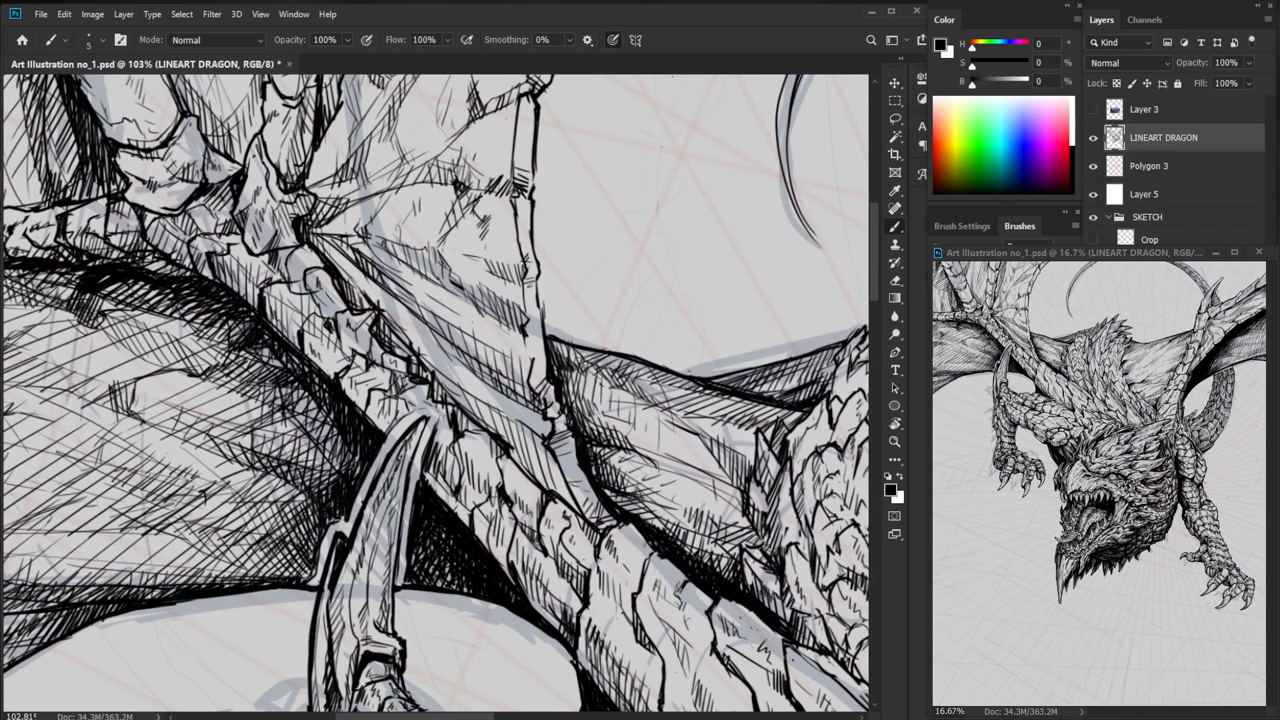 File Edit Image Layer Type Select Filter 3D View Window Help
5 Mode: Normal Opacity: 100% Flow: 100% Smoothing: 0%
Art Illustration no_1.psd @ 103% (LINEART DRAGON, RGB/8) *
102.81% Doc: 34.3M/363.2M
Color
H 0 °
S 0 %
B 0 %
Brush Settings Brushes
Layers Channels
Kind
Normal Opacity: 100%
Lock: Fill: 100%
Layer 3
LINEART DRAGON
Polygon 3
Layer 5
SKETCH
Crop
Art Illustration no_1.psd @ 16.7% (LINEART DRAGON, RGB/...
16.67% Doc: 34.3M/363.2M